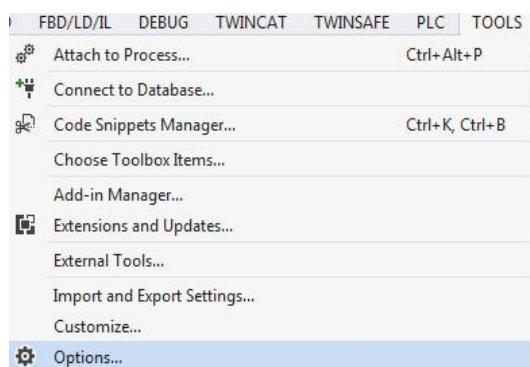 FBD/LD/IL DEBUG TWINCAT TWINSAFE PLC TOOLS
Attach to Process... Ctrl+Alt+P
Connect to Database...
Code Snippets Manager... Ctrl+K, Ctrl+B
Choose Toolbox Items...
Add-in Manager...
Extensions and Updates...
External Tools...
Import and Export Settings...
Customize...
Options...